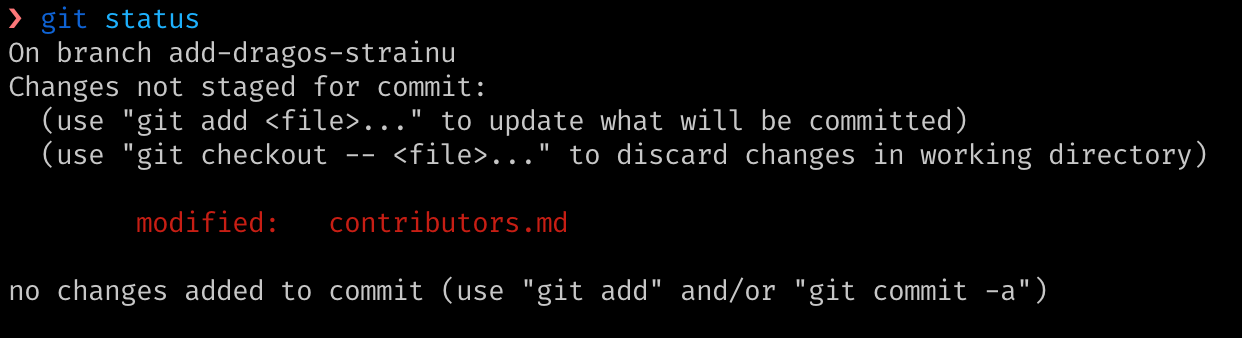 ❯ git status
On branch add-dragos-strainu
Changes not staged for commit:
  (use "git add <file>..." to update what will be committed)
  (use "git checkout -- <file>..." to discard changes in working directory)

        modified:   contributors.md

no changes added to commit (use "git add" and/or "git commit -a")